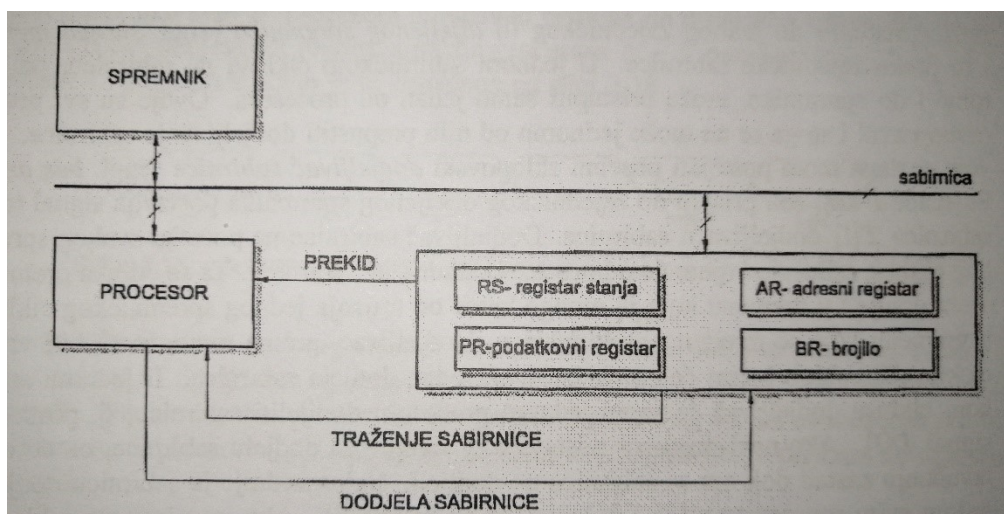 SPREMNIK
sabirnica
PREKID
PROCESOR
RS- registar stanja
AR- adresni registar
PR-podatkovni registar
BR- brojilo
TRAŽENJE SABIRNICE
DODJELA SABIRNICE